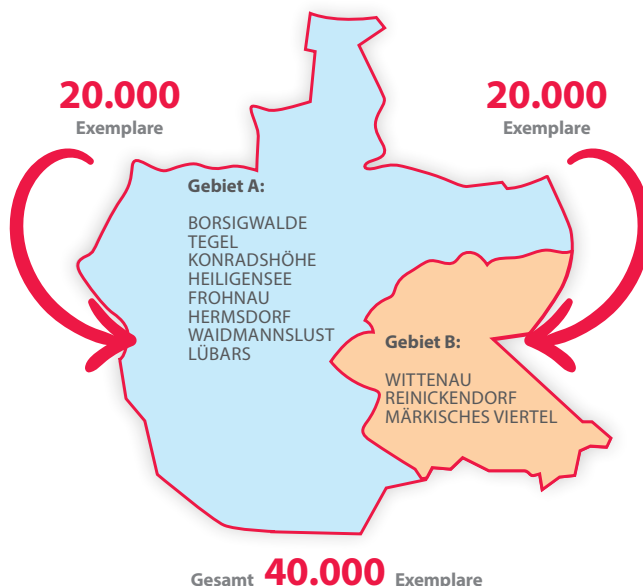 20.000
Exemplare
20.000
Exemplare
Gebiet A:
BORSIGWALDE
TEGEL
KONRADSHÖHE
HEILIGENSEE
FROHNAU
HERMSDORF
WAIDMANNSLUST
LÜBARS
Gebiet B:
WITTENAU
REINICKENDORF
MÄRKISCHES VIERTEL
Gesamt 40.000 Exemplare